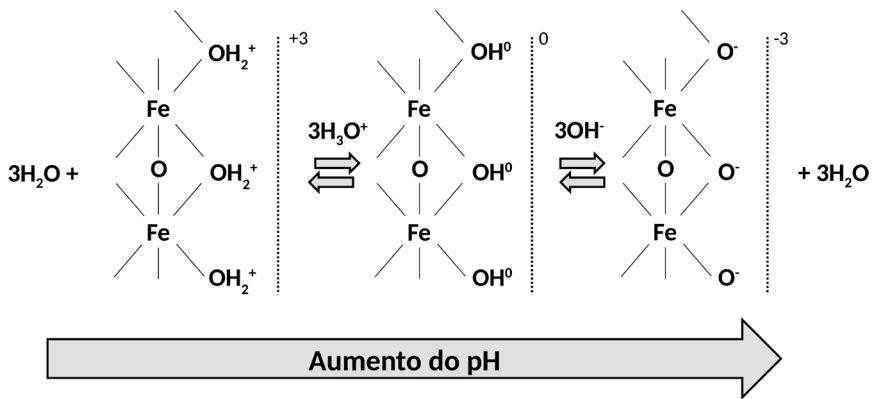 OH₂⁺ +3 OH⁰ 0 O⁻ -3
Fe Fe Fe
3H₃O⁺ 3OH⁻
3H₂O + O OH₂⁺ O OH⁰ O O⁻ + 3H₂O
Fe Fe Fe
OH₂⁺ OH⁰ O⁻
Aumento do pH